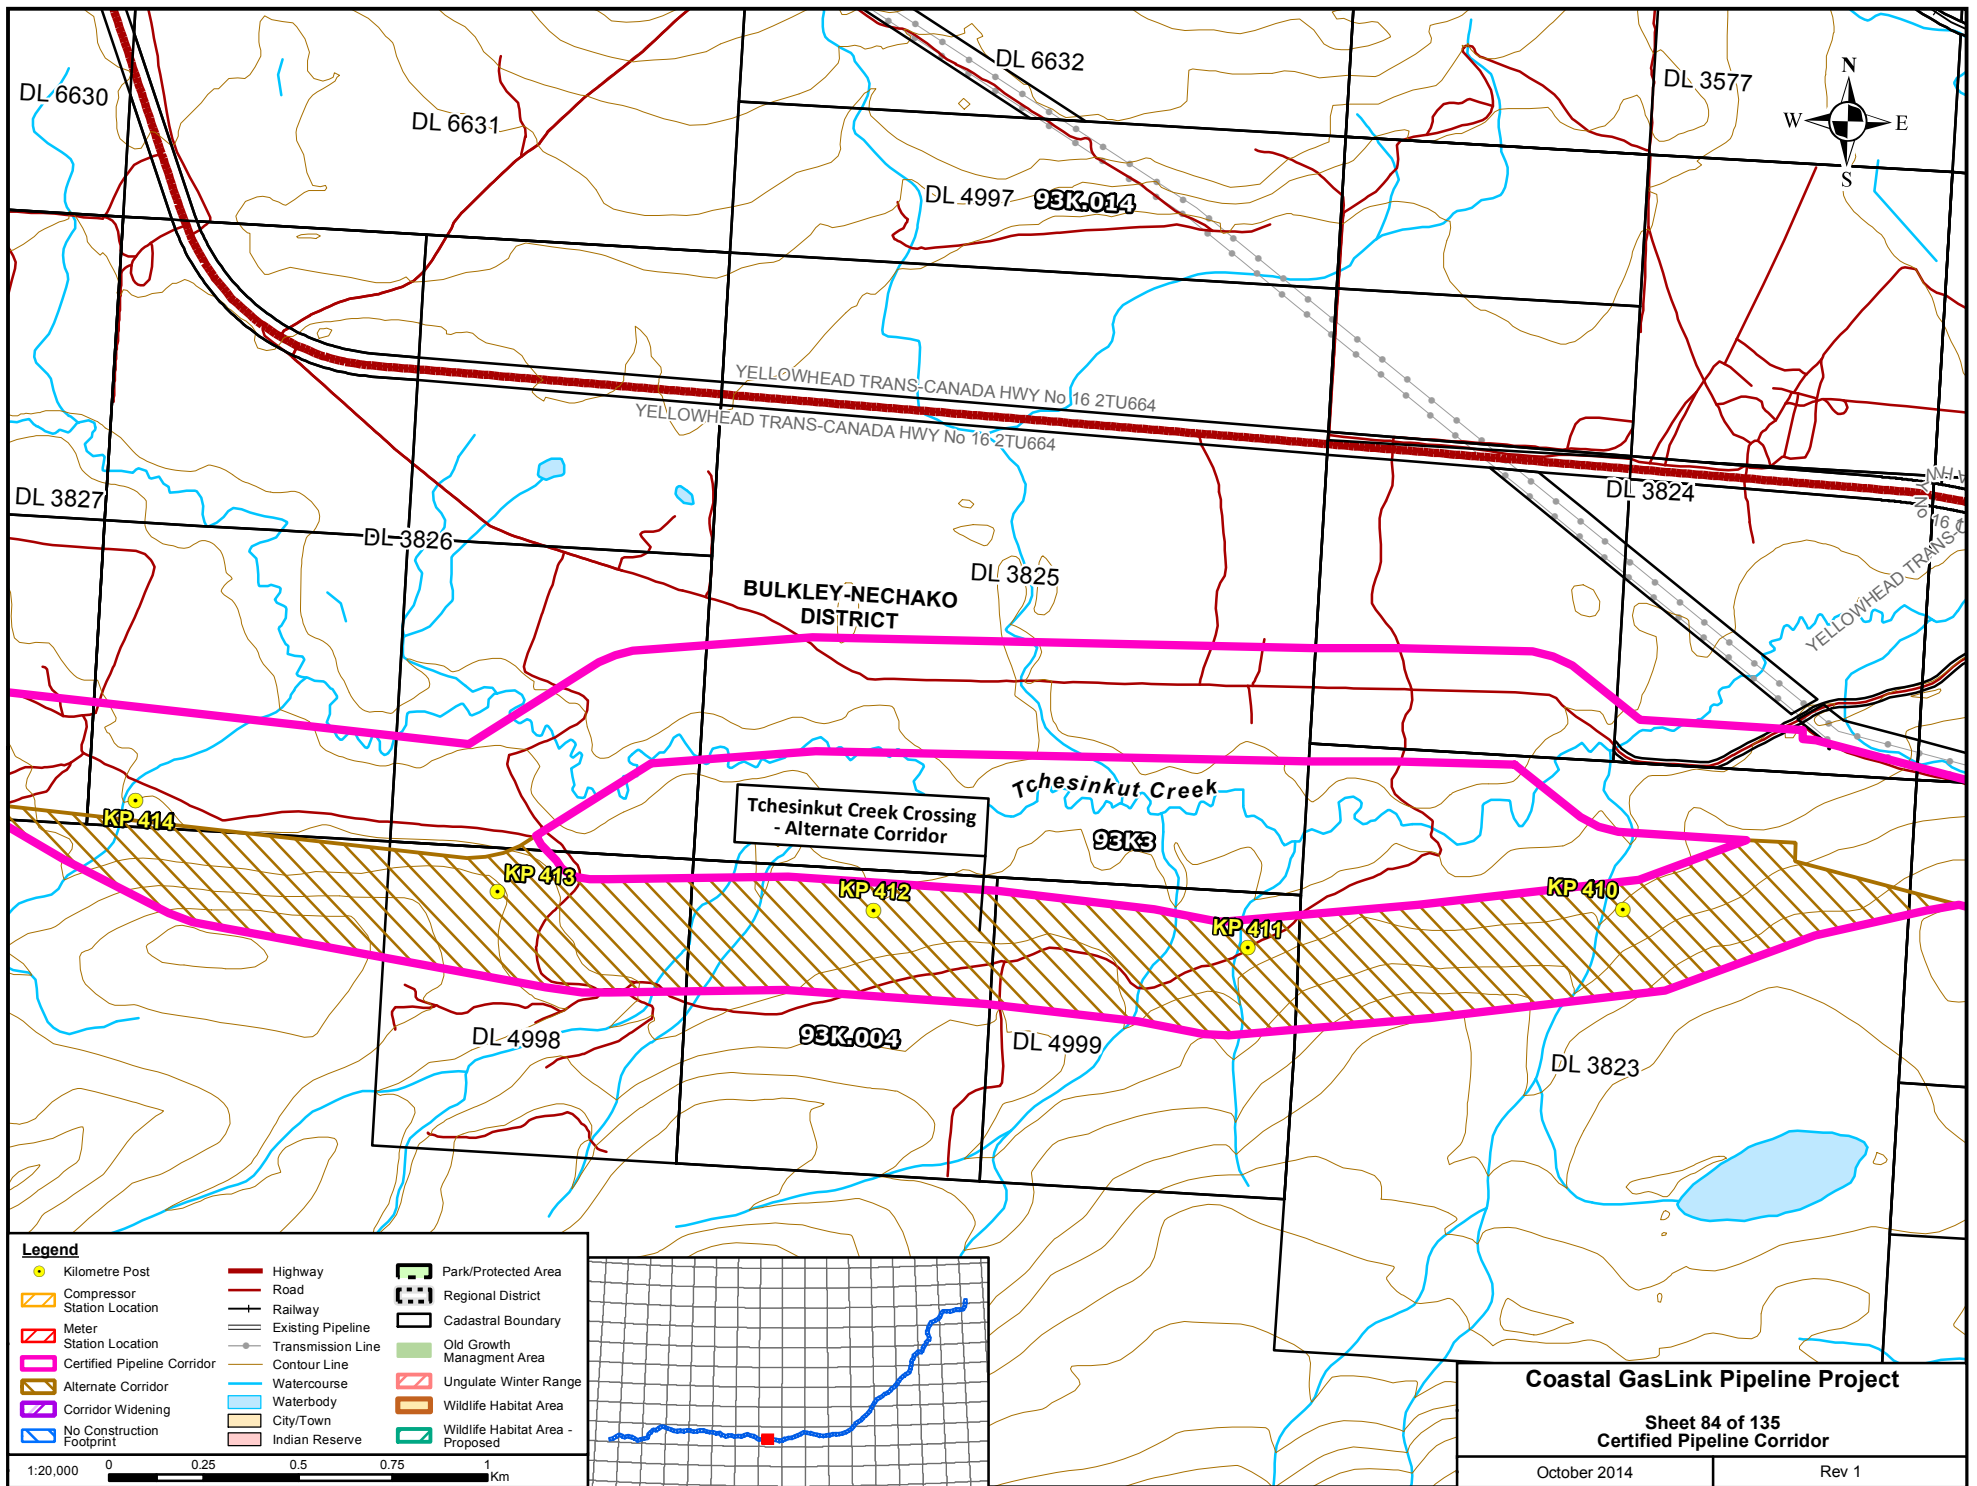 DL 6632
DL 3577
N
W E
S
DL 6630
DL 6631
DL 4997 93K.014
YELLOWHEAD TRANS-CANADA HWY No 16 2TU664
YELLOWHEAD TRANS-CANADA HWY No 16 2TU664
DL 3824
DL 3827
DL 3826
DL 3825
BULKLEY-NECHAKO
DISTRICT
YELLOWHEAD TRANS-C
Y No 16
Tchesinkut Creek
Tchesinkut Creek Crossing
- Alternate Corridor
93K3
KP 414
KP 413
KP 412
KP 411
KP 410
DL 4998
93K.004
DL 4999
DL 3823
Legend
Kilometre Post
Compressor
Station Location
Meter
Station Location
Certified Pipeline Corridor
Alternate Corridor
Corridor Widening
No Construction
Footprint
Highway
Road
Railway
Existing Pipeline
Transmission Line
Contour Line
Watercourse
Waterbody
City/Town
Indian Reserve
Park/Protected Area
Regional District
Cadastral Boundary
Old Growth
Managment Area
Ungulate Winter Range
Wildlife Habitat Area
Wildlife Habitat Area -
Proposed
1:20,000
0 0.25 0.5 0.75 1
Km
Coastal GasLink Pipeline Project
Sheet 84 of 135
Certified Pipeline Corridor
October 2014
Rev 1